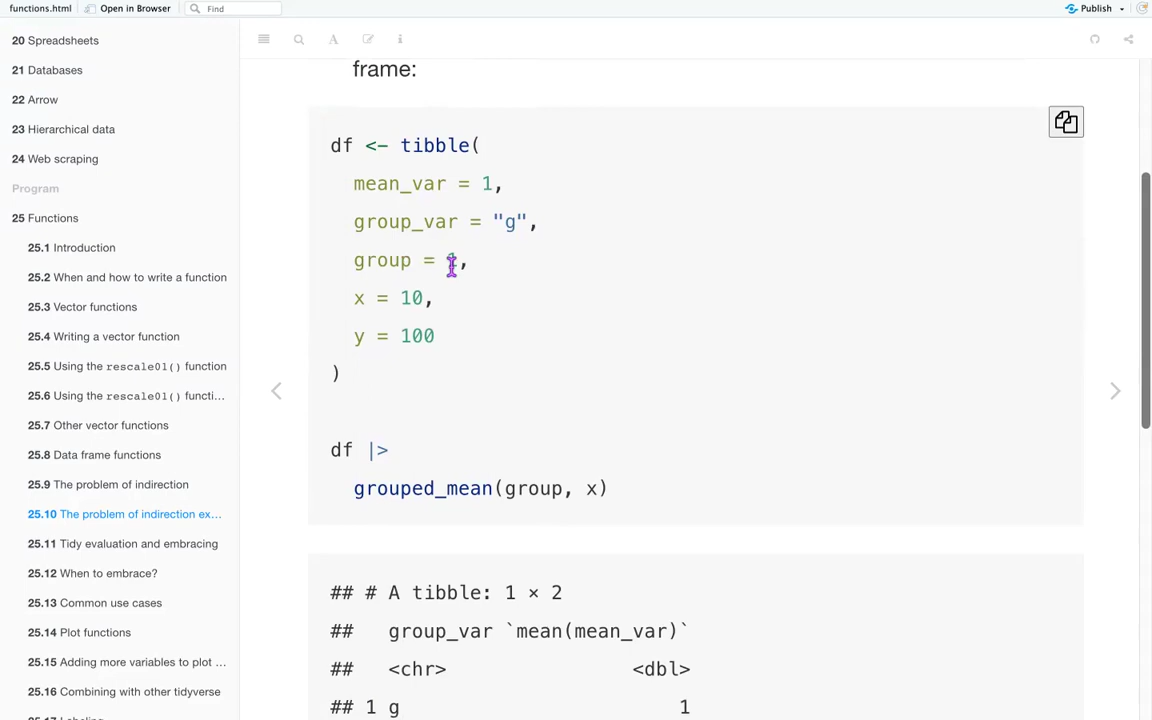 functions.html Open in Browser Find Publish
20 Spreadsheets
21 Databases
22 Arrow
23 Hierarchical data
24 Web scraping
Program
25 Functions
25.1 Introduction
25.2 When and how to write a function
25.3 Vector functions
25.4 Writing a vector function
25.5 Using the rescale01() function
25.6 Using the rescale01() functi...
25.7 Other vector functions
25.8 Data frame functions
25.9 The problem of indirection
25.10 The problem of indirection ex...
25.11 Tidy evaluation and embracing
25.12 When to embrace?
25.13 Common use cases
25.14 Plot functions
25.15 Adding more variables to plot ...
25.16 Combining with other tidyverse
25.17 Labeling
frame:
df <- tibble(
  mean_var = 1,
  group_var = "g",
  group = 1,
  x = 10,
  y = 100
)
df |>
  grouped_mean(group, x)
## # A tibble: 1 × 2
##   group_var `mean(mean_var)`
##   <chr>                <dbl>
## 1 g                        1